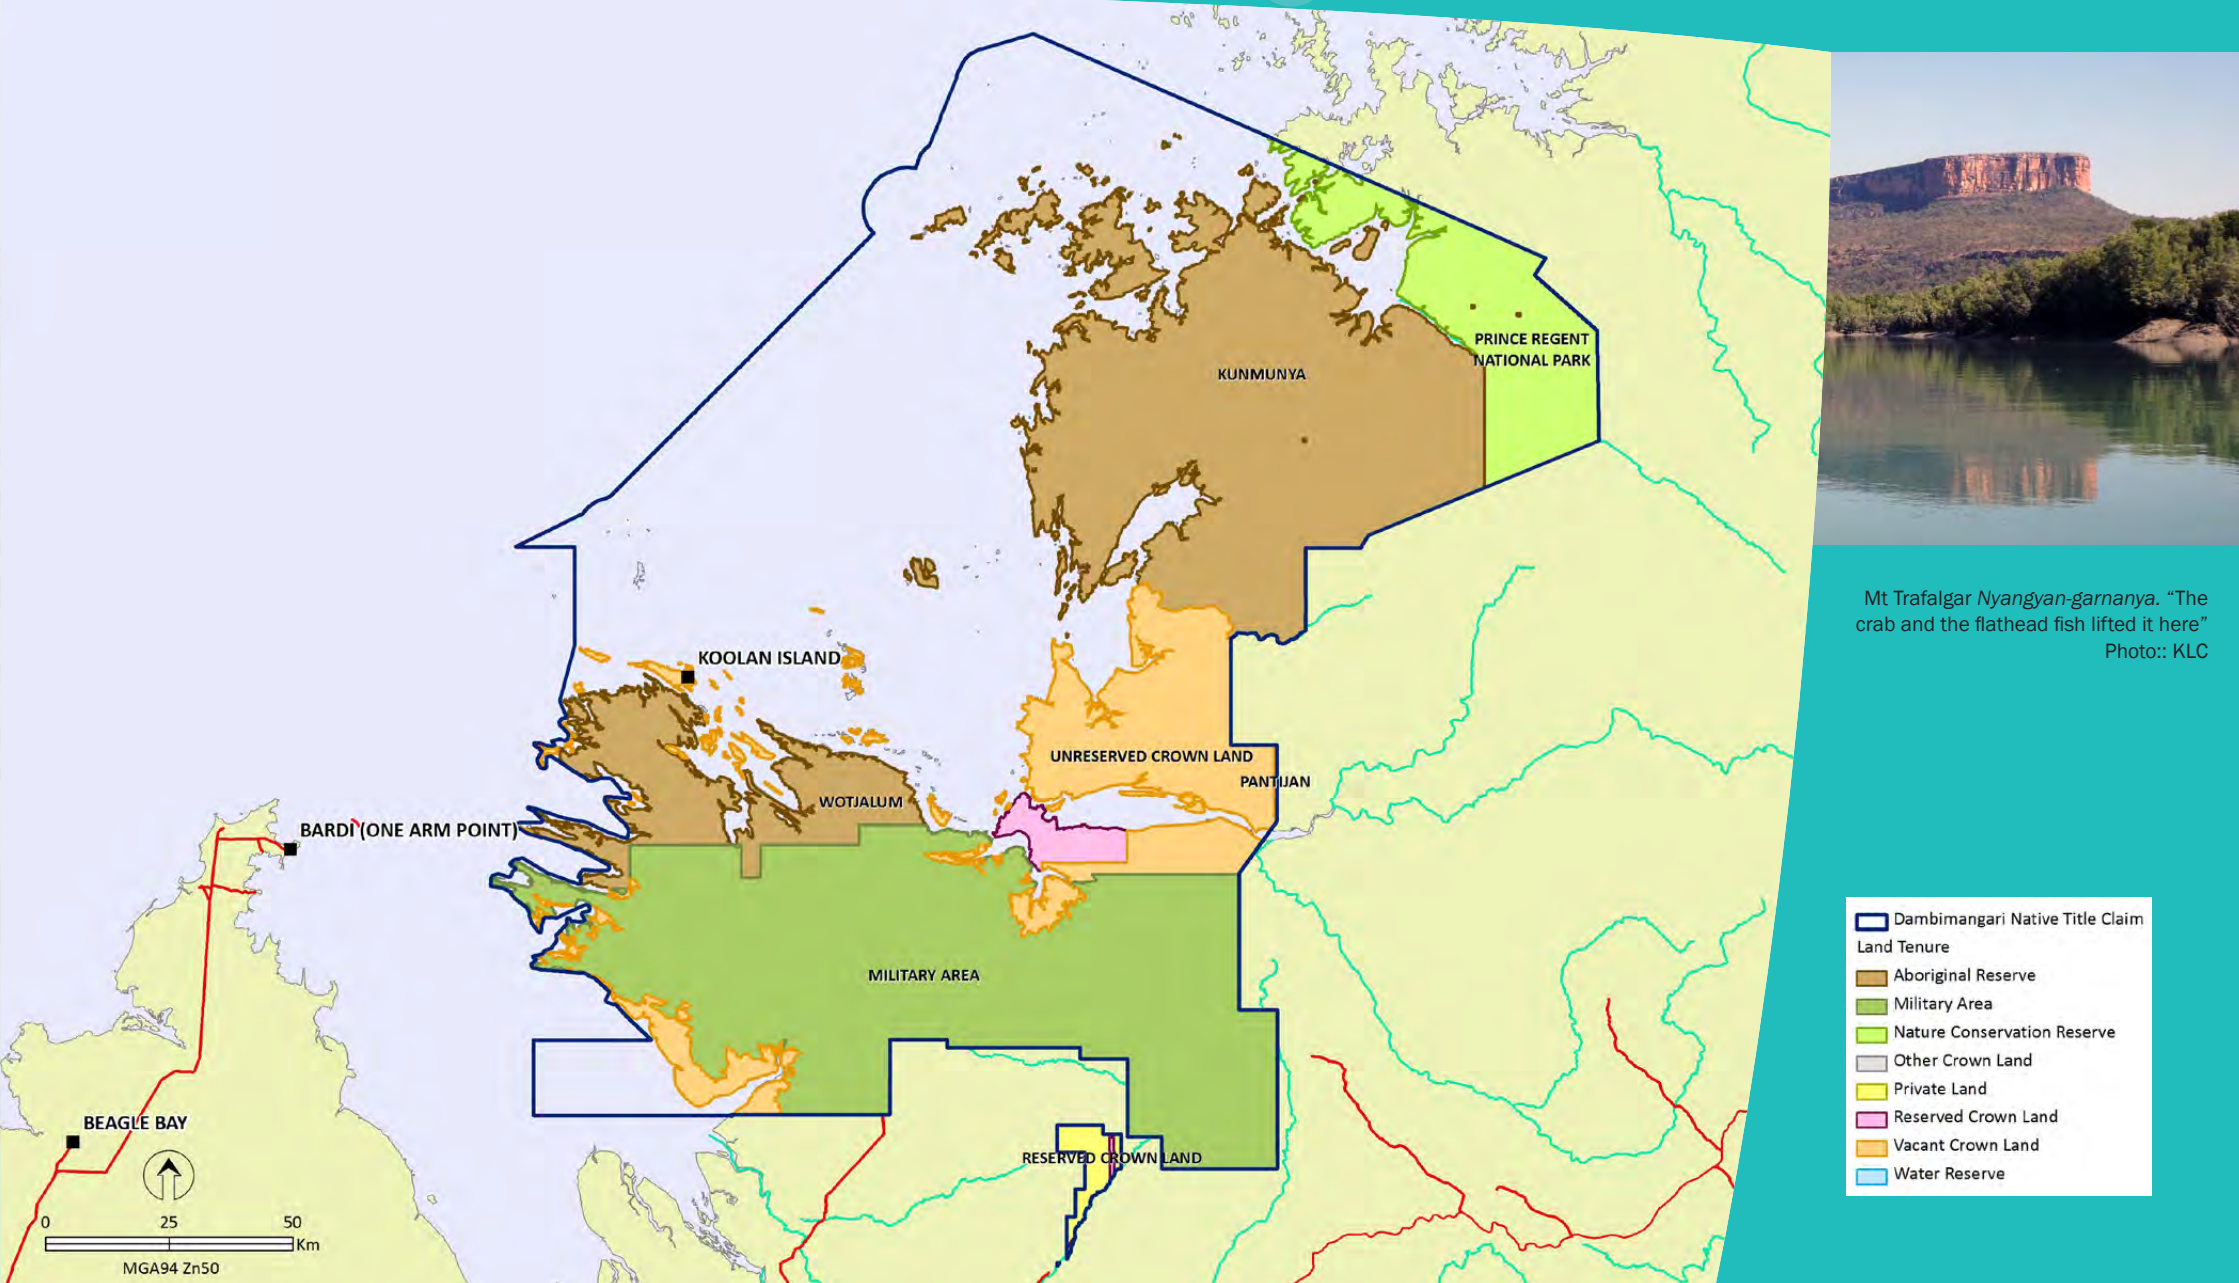 PRINCE REGENT
NATIONAL PARK
KUNMUNYA
KOOLAN ISLAND
UNRESERVED CROWN LAND
PANTIJAN
WOTJALUM
BARDI (ONE ARM POINT)
MILITARY AREA
BEAGLE BAY
RESERVED CROWN LAND
0 25 50
Km
MGA94 Zn50
Mt Trafalgar Nyangyan-garnanya. “The
crab and the flathead fish lifted it here”
Photo:: KLC
Dambimangari Native Title Claim
Land Tenure
Aboriginal Reserve
Military Area
Nature Conservation Reserve
Other Crown Land
Private Land
Reserved Crown Land
Vacant Crown Land
Water Reserve